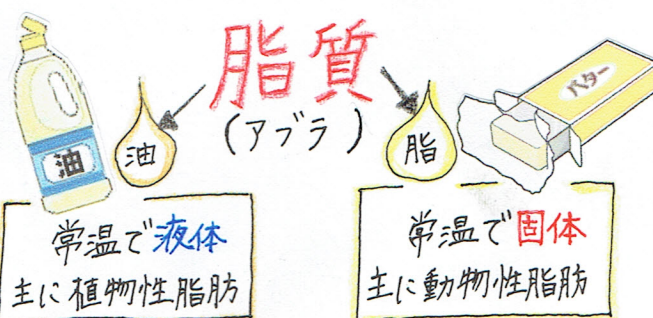 脂質
(アブラ)
油
油
脂
バター
常温で液体
主に植物性脂肪
常温で固体
主に動物性脂肪